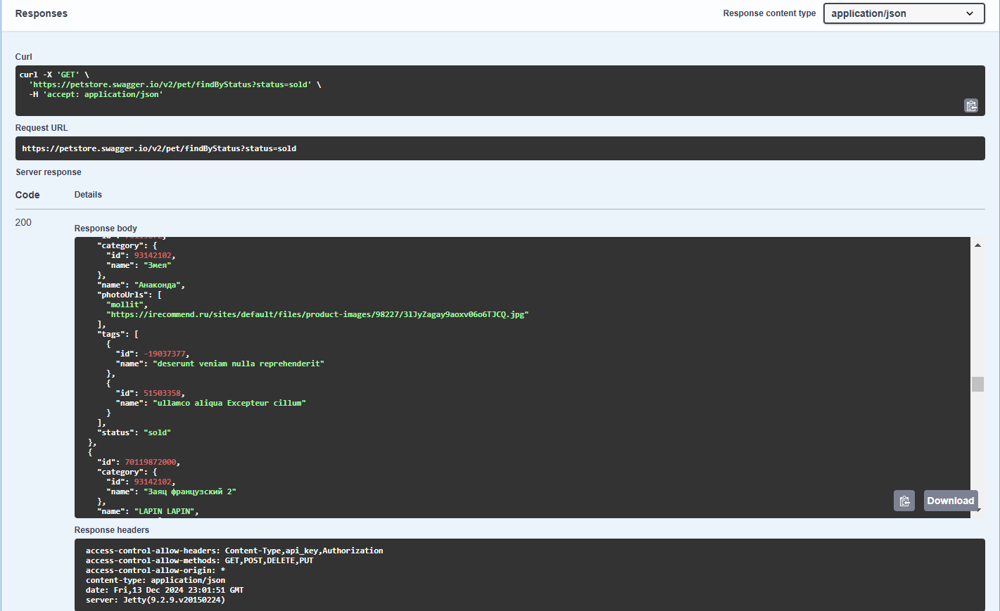 Responses
Response content type
application/json
Curl
curl -X 'GET' \
'https://petstore.swagger.io/v2/pet/findByStatus?status=sold' \
-H 'accept: application/json'
Request URL
https://petstore.swagger.io/v2/pet/findByStatus?status=sold
Server response
Code Details
200
Response body
"category": {
"id": 93142102,
"name": "Змея"
},
"name": "Анаконда",
"photoUrls": [
"mollit",
"https://irecommend.ru/sites/default/files/product-images/98227/3lJyZagay9aoxv06o6TJCQ.jpg"
],
"tags": [
{
"id": -19037377,
"name": "deserunt veniam nulla reprehenderit"
},
{
"id": 51503358,
"name": "ullamco aliqua Excepteur cillum"
}
],
"status": "sold"
},
{
"id": 70119872000,
"category": {
"id": 93142102,
"name": "Заяц французский 2"
},
"name": "LAPIN LAPIN",
Download
Response headers
access-control-allow-headers: Content-Type,api_key,Authorization
access-control-allow-methods: GET,POST,DELETE,PUT
access-control-allow-origin: *
content-type: application/json
date: Fri,13 Dec 2024 23:01:51 GMT
server: Jetty(9.2.9.v20150224)